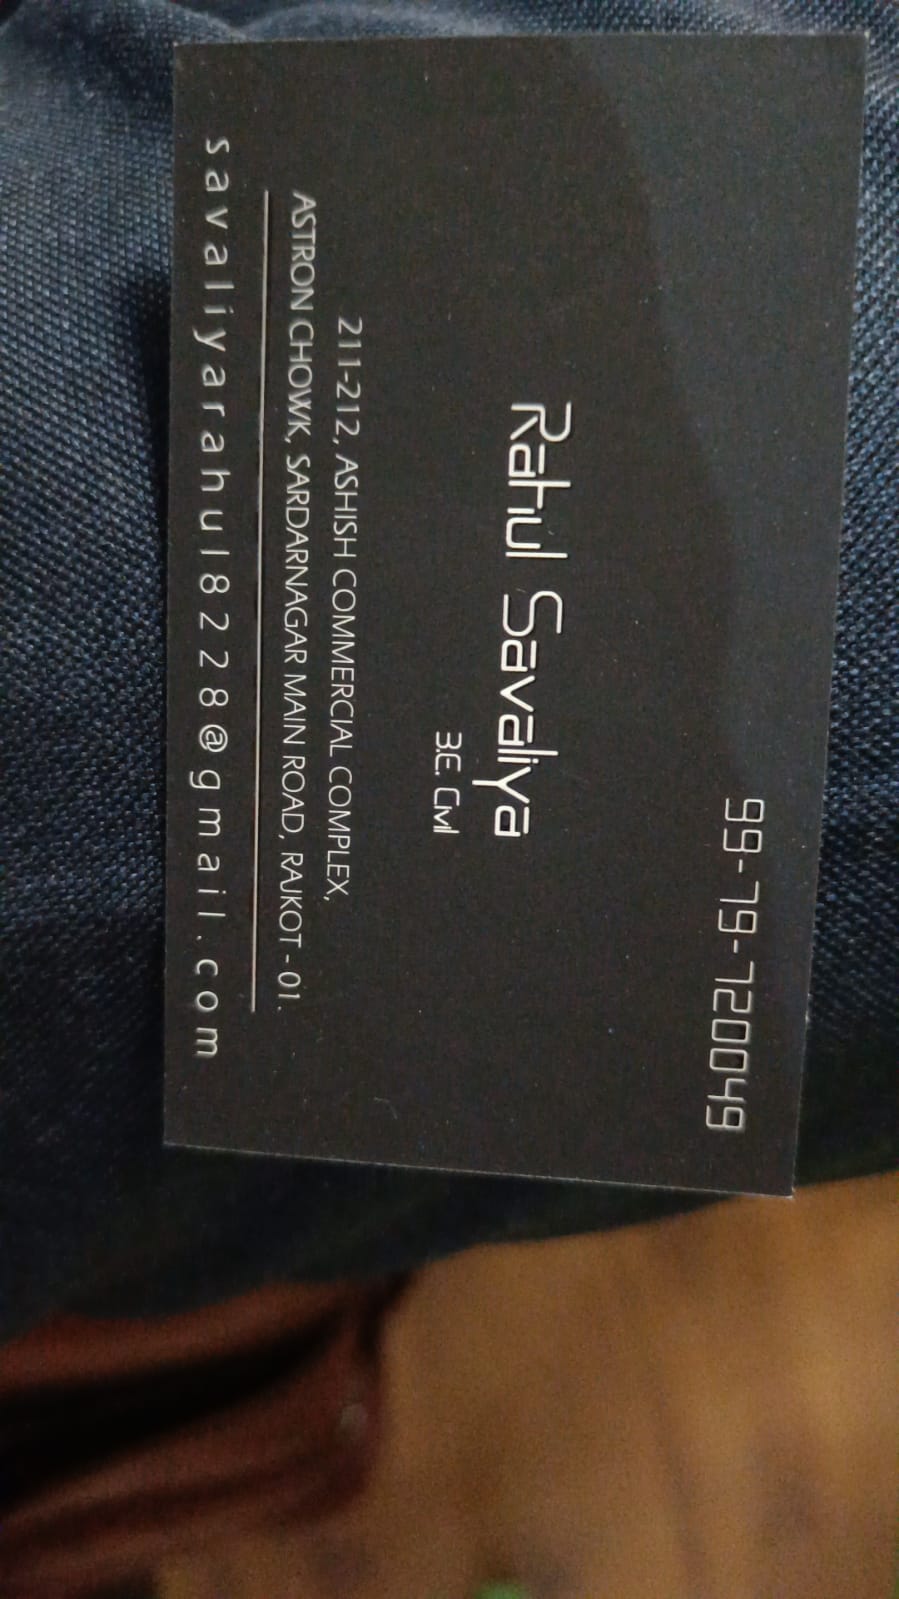 99-79-720049
Rahul Savaliya
B.E. Civil
211-212, ASHISH COMMERCIAL COMPLEX,
ASTRON CHOWK, SARDARNAGAR MAIN ROAD, RAJKOT - 01.
savaliyarahul8228@gmail.com